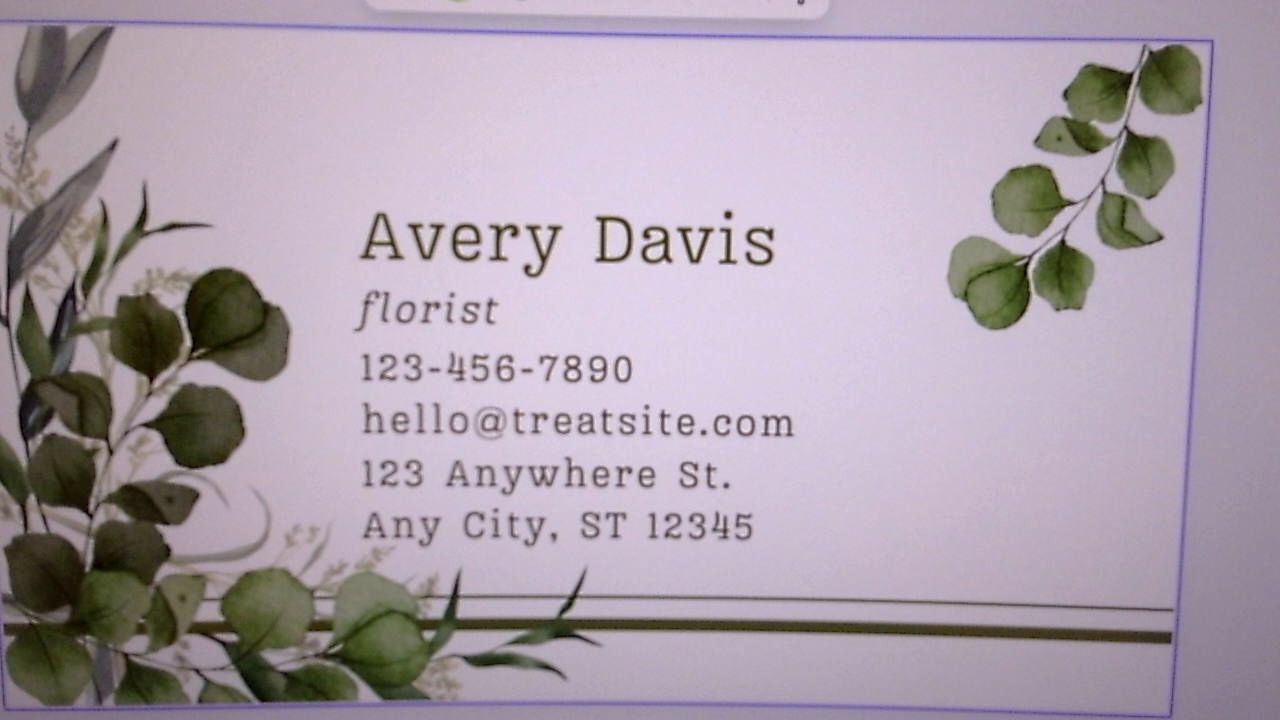 Avery Davis
florist
123-456-7890
hello@treatsite.com
123 Anywhere St.
Any City, ST 12345